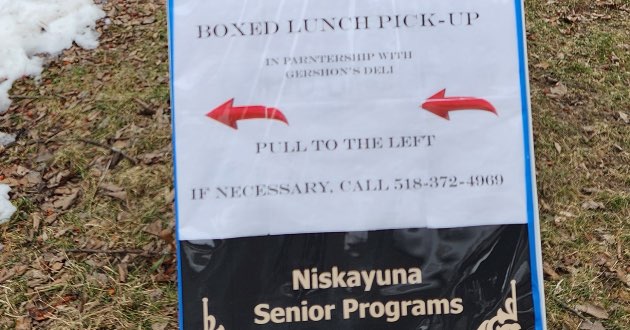 BOXED LUNCH PICK-UP
IN PARNTERSHIP WITH
GERSHON'S DELI
PULL TO THE LEFT
IF NECESSARY, CALL 518-372-4969
Niskayuna
Senior Programs